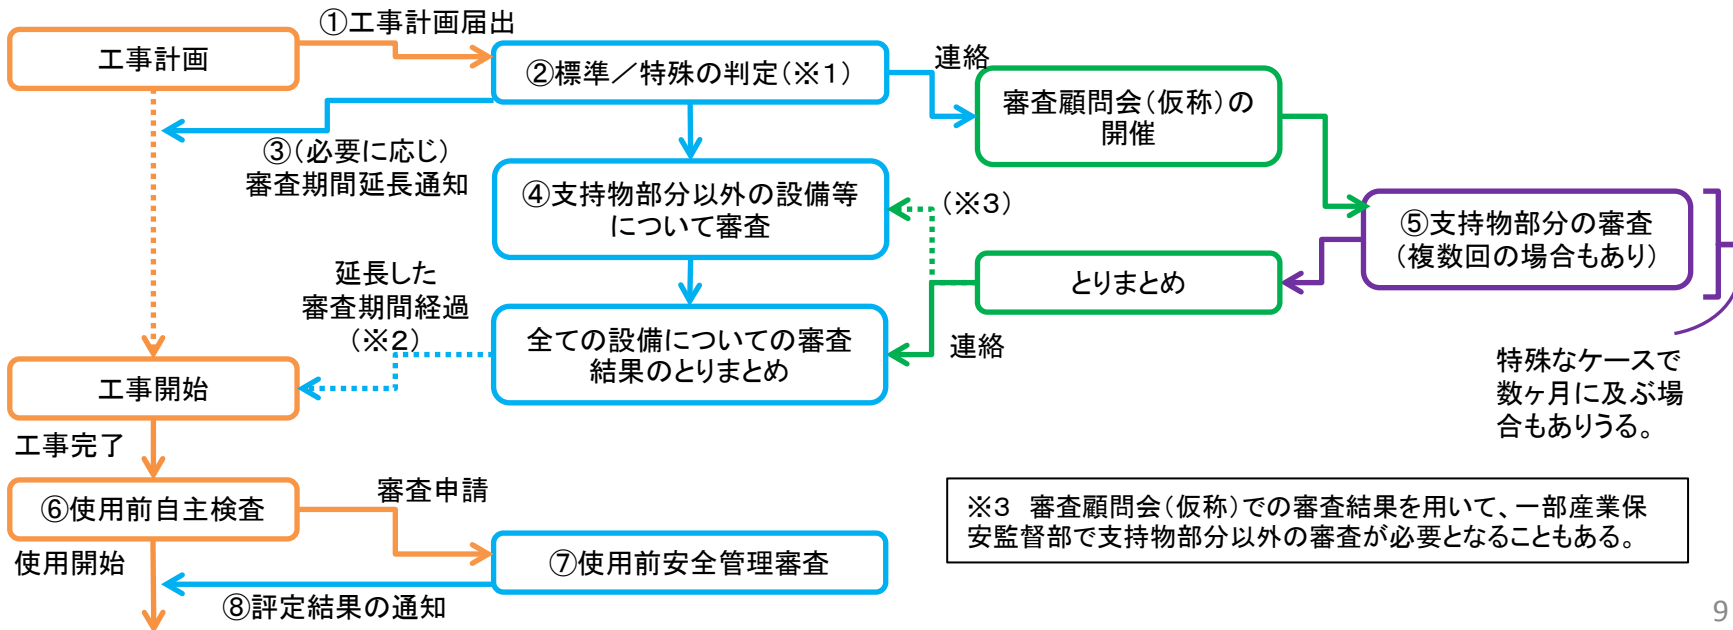 ①工事計画届出
工事計画
②標準／特殊の判定（※１）
連絡
審査顧問会（仮称）の
開催
③（必要に応じ）
審査期間延長通知
④支持物部分以外の設備等
について審査
（※３）
⑤支持物部分の審査
（複数回の場合もあり）
延長した
審査期間経過
（※２）
とりまとめ
全ての設備についての審査
結果のとりまとめ
連絡
特殊なケースで
数ヶ月に及ぶ場
合もありうる。
工事開始
工事完了
⑥使用前自主検査
審査申請
※３　審査顧問会（仮称）での審査結果を用いて、一部産業保
安監督部で支持物部分以外の審査が必要となることもある。
使用開始
⑦使用前安全管理審査
⑧評定結果の通知
9